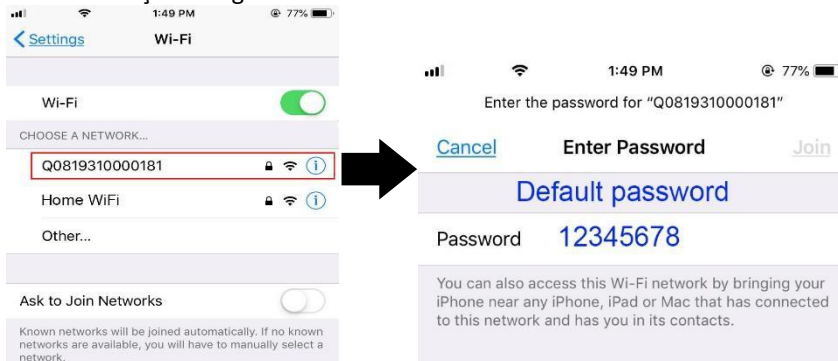 1:49 PM
77%
Settings
Wi-Fi
Wi-Fi
CHOOSE A NETWORK...
Q0819310000181
Home WiFi
Other...
Ask to Join Networks
Known networks will be joined automatically. If no known
networks are available, you will have to manually select a
network.
1:49 PM
77%
Enter the password for “Q0819310000181”
Cancel
Enter Password
Join
Default password
Password 12345678
You can also access this Wi-Fi network by bringing your
iPhone near any iPhone, iPad or Mac that has connected
to this network and has you in its contacts.